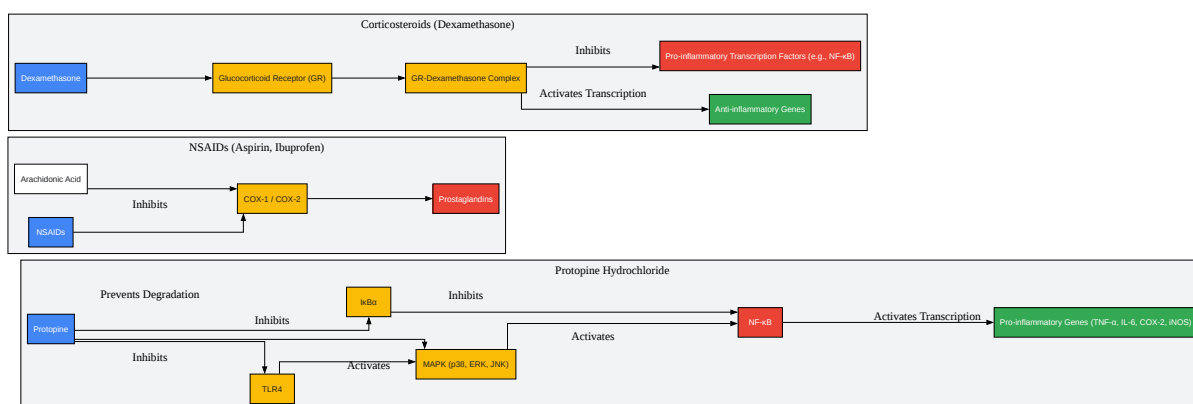 Corticosteroids (Dexamethasone)
Inhibits
Pro-inflammatory Transcription Factors (e.g., NF-κB)
Dexamethasone
Glucocorticoid Receptor (GR)
GR-Dexamethasone Complex
Activates Transcription
Anti-inflammatory Genes
NSAIDs (Aspirin, Ibuprofen)
Arachidonic Acid
Inhibits
COX-1 / COX-2
Prostaglandins
NSAIDs
Protopine Hydrochloride
Prevents Degradation
IκBα
Inhibits
Protopine
Inhibits
NF-κB
Activates Transcription
Pro-inflammatory Genes (TNF-α, IL-6, COX-2, iNOS)
Activates
Inhibits
Activates
MAPK (p38, ERK, JNK)
TLR4